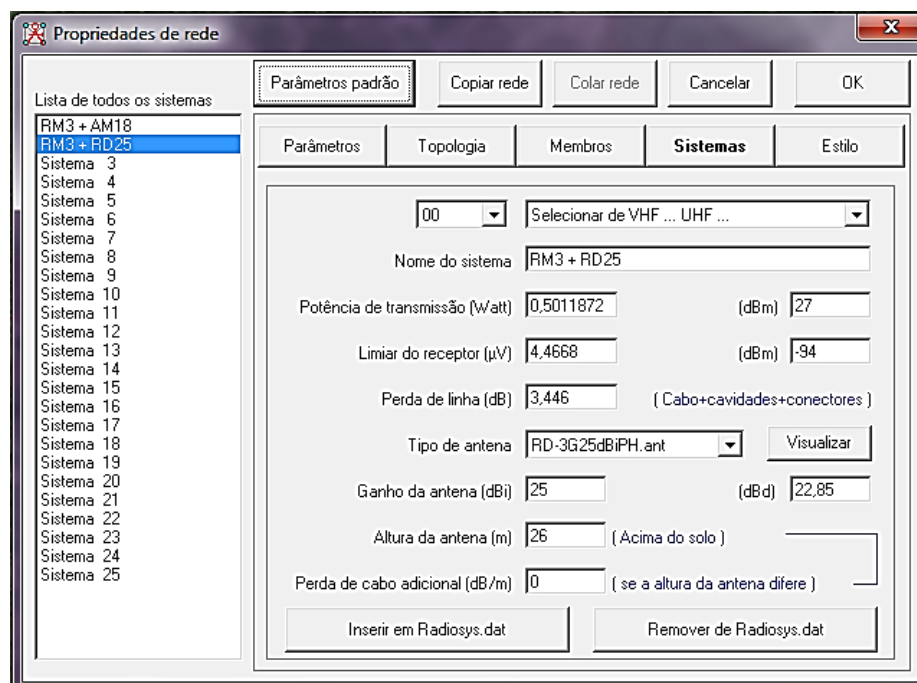 Propriedades de rede
Parâmetros padrão
Copiar rede
Colar rede
Cancelar
OK
Lista de todos os sistemas
RM3 + AM18
RM3 + RD25
Sistema 3
Sistema 4
Sistema 5
Sistema 6
Sistema 7
Sistema 8
Sistema 9
Sistema 10
Sistema 11
Sistema 12
Sistema 13
Sistema 14
Sistema 15
Sistema 16
Sistema 17
Sistema 18
Sistema 19
Sistema 20
Sistema 21
Sistema 22
Sistema 23
Sistema 24
Sistema 25
Parâmetros
Topologia
Membros
Sistemas
Estilo
00 Selecionar de VHF ... UHF ...
Nome do sistema RM3 + RD25
Potência de transmissão (Watt) 0,5011872 (dBm) 27
Limiar do receptor (µV) 4,4668 (dBm) -94
Perda de linha (dB) 3,446 ( Cabo+cavidades+conectores )
Tipo de antena RD-3G25dBiPH.ant Visualizar
Ganho da antena (dBi) 25 (dBd) 22,85
Altura da antena (m) 26 ( Acima do solo )
Perda de cabo adicional (dB/m) 0 ( se a altura da antena difere )
Inserir em Radiosys.dat
Remover de Radiosys.dat